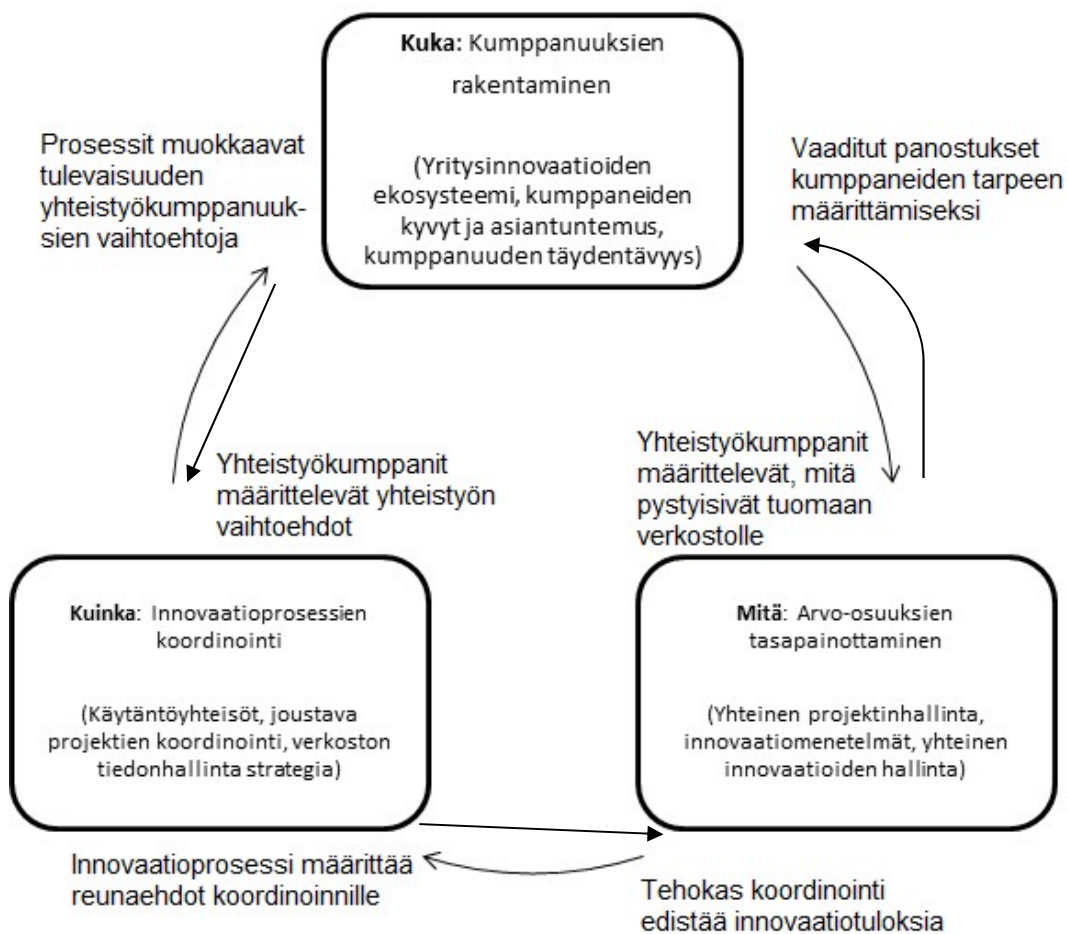 Kuka: Kumppanuuksien
rakentaminen
(Yritysinnovaatioiden
ekosysteemi, kumppaneiden
kyvyt ja asiantuntemus,
kumppanuuden täydentävyys)
Prosessit muokkaavat
tulevaisuuden
yhteistyökumppanuuk-
sien vaihtoehtoja
Vaaditut panostukset
kumppaneiden tarpeen
määrittämiseksi
Yhteistyökumppanit
määrittelevät yhteistyön
vaihtoehdot
Yhteistyökumppanit
määrittelevät, mitä
pystyisivät tuomaan
verkostolle
Kuinka: Innovaatioprosessien
koordinointi
(Käytäntöyhteisöt, joustava
projektien koordinointi, verkoston
tiedonhallinta strategia)
Mitä: Arvo-osuuksien
tasapainottaminen
(Yhteinen projektinhallinta,
innovaatiomenetelmät, yhteinen
innovaatioiden hallinta)
Innovaatioprosessi määrittää
reunaehdot koordinoinnille
Tehokas koordinointi
edistää innovaatiotuloksia